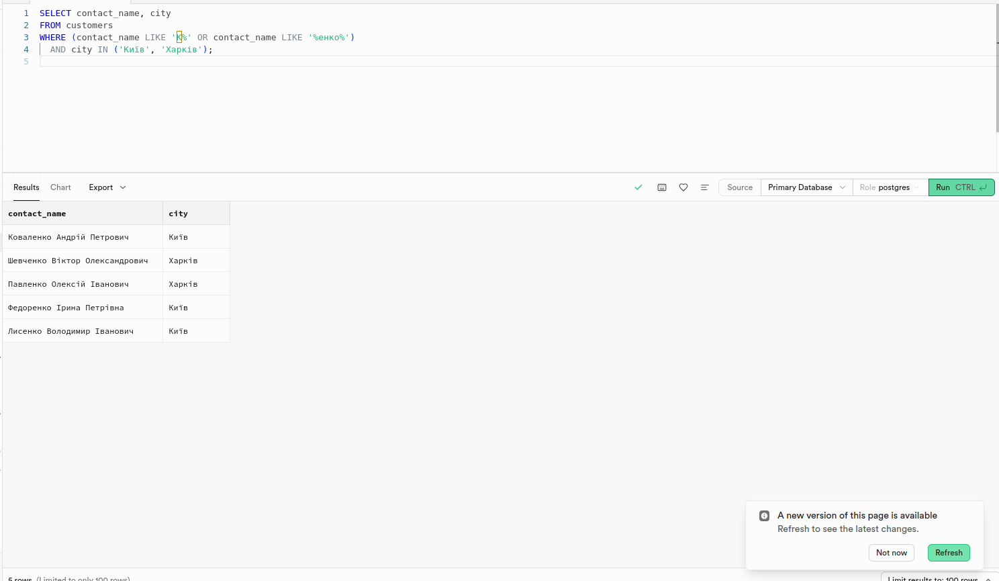 1 SELECT contact_name, city
2 FROM customers
3 WHERE (contact_name LIKE 'К%' OR contact_name LIKE '%енко%')
4 AND city IN ('Київ', 'Харків');
5
Results Chart Export Source Primary Database Role postgres Run CTRL
contact_name city
Коваленко Андрій Петрович Київ
Шевченко Віктор Олександрович Харків
Павленко Олексій Іванович Харків
Федоренко Ірина Петрівна Київ
Лисенко Володимир Іванович Київ
A new version of this page is available
Refresh to see the latest changes.
Not now Refresh
5 rows (Limited to only 100 rows) Limit results to: 100 rows